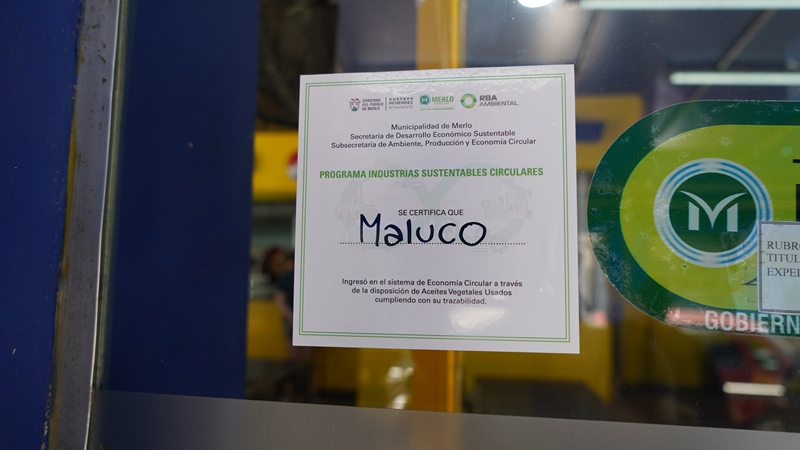 GOBIERNO
DEL PUEBLO
DE MERLO
GUSTAVO
MENÉNDEZ
INTENDENTE
MERLO
RBA
AMBIENTAL
Municipalidad de Merlo
Secretaría de Desarrollo Económico Sustentable
Subsecretaría de Ambiente, Producción y Economía Circular
PROGRAMA INDUSTRIAS SUSTENTABLES CIRCULARES
SE CERTIFICA QUE
Maluco
Ingresó en el sistema de Economía Circular a través
de la disposición de Aceites Vegetales Usados
cumpliendo con su trazabilidad.
M
RUBRO
TITUL
EXPE
GOBIERN